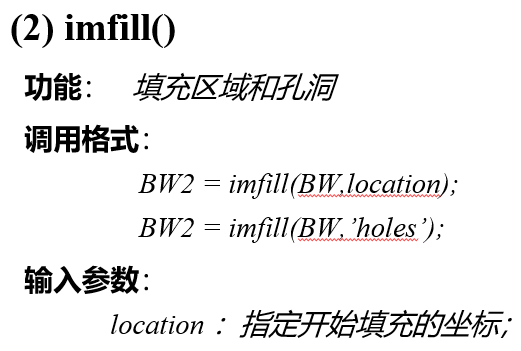 (2) imfill()
功能： 填充区域和孔洞
调用格式：
BW2 = imfill(BW,location);
BW2 = imfill(BW,’holes’);
输入参数：
location： 指定开始填充的坐标;